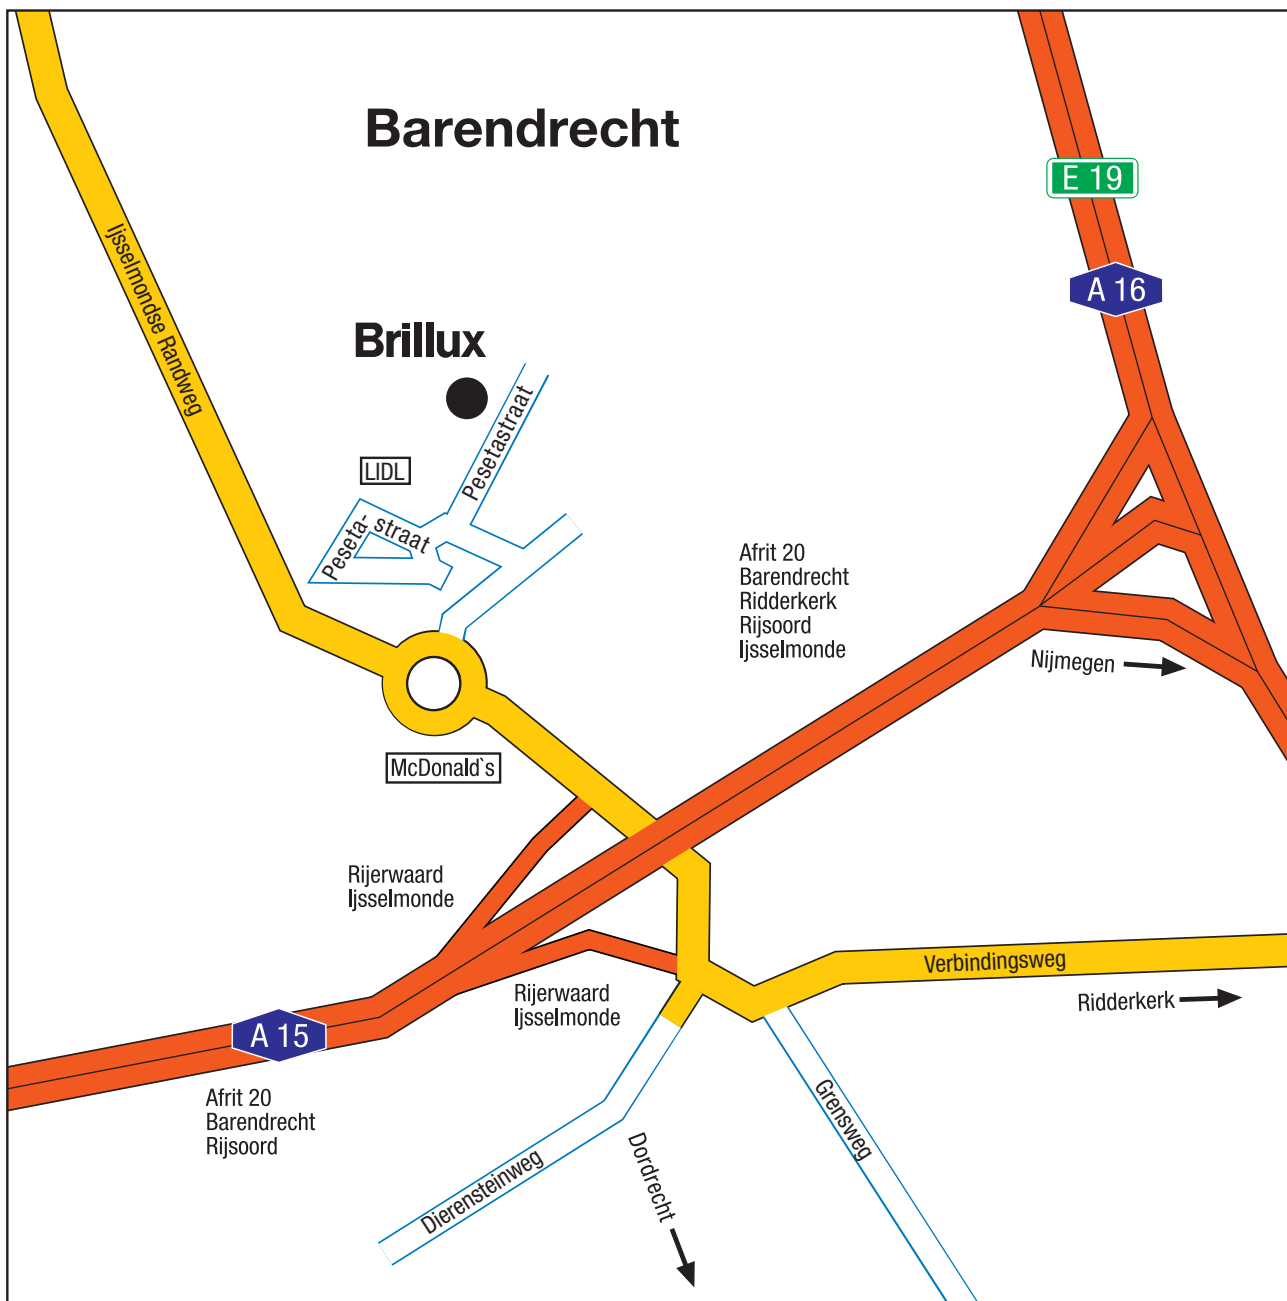 Barendrecht
E 19
A 16
Ijsselmondse Randweg
Brillux
Pesetastraat
LIDL
Peseta-
straat
Afrit 20
Barendrecht
Ridderkerk
Rijsoord
Ijsselmonde
Nijmegen
McDonald`s
Rijerwaard
Ijsselmonde
Verbindingsweg
Rijerwaard
Ijsselmonde
Ridderkerk
A 15
Afrit 20
Barendrecht
Rijsoord
Grensweg
Dordrecht
Dierensteinweg